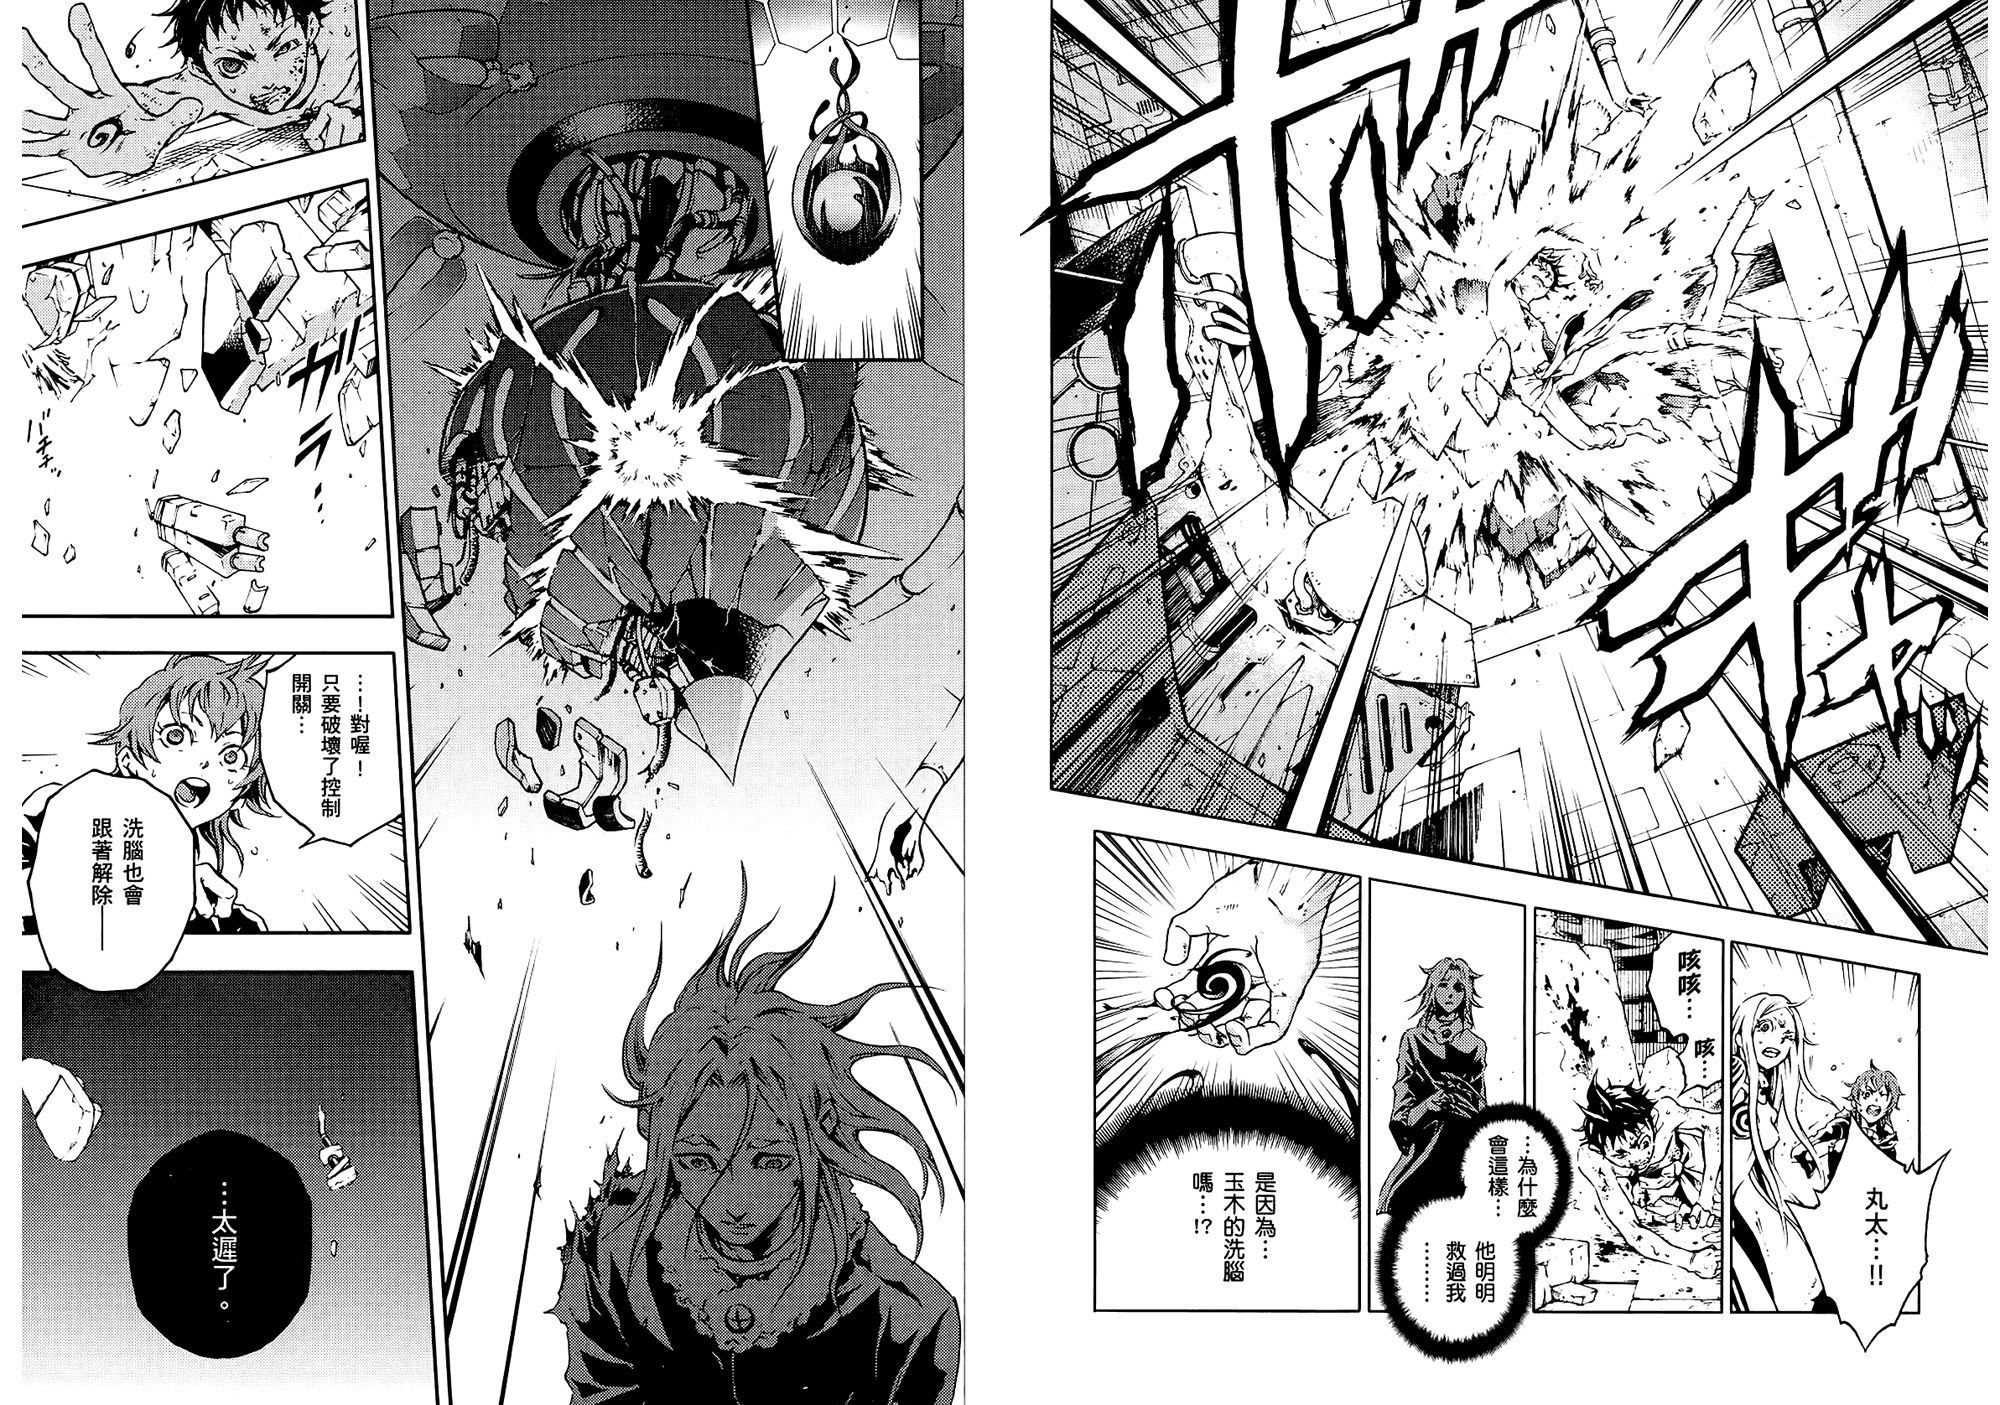 丸太…!!
咳咳…
咳…
…為什麼
會這樣…
他明明
救過我
………
是因為…
玉木的洗腦
嗎…!?
ガラ
…！對喔！
只要破壞了控制
開關…
洗腦也會
跟著解除──
…太遲了。